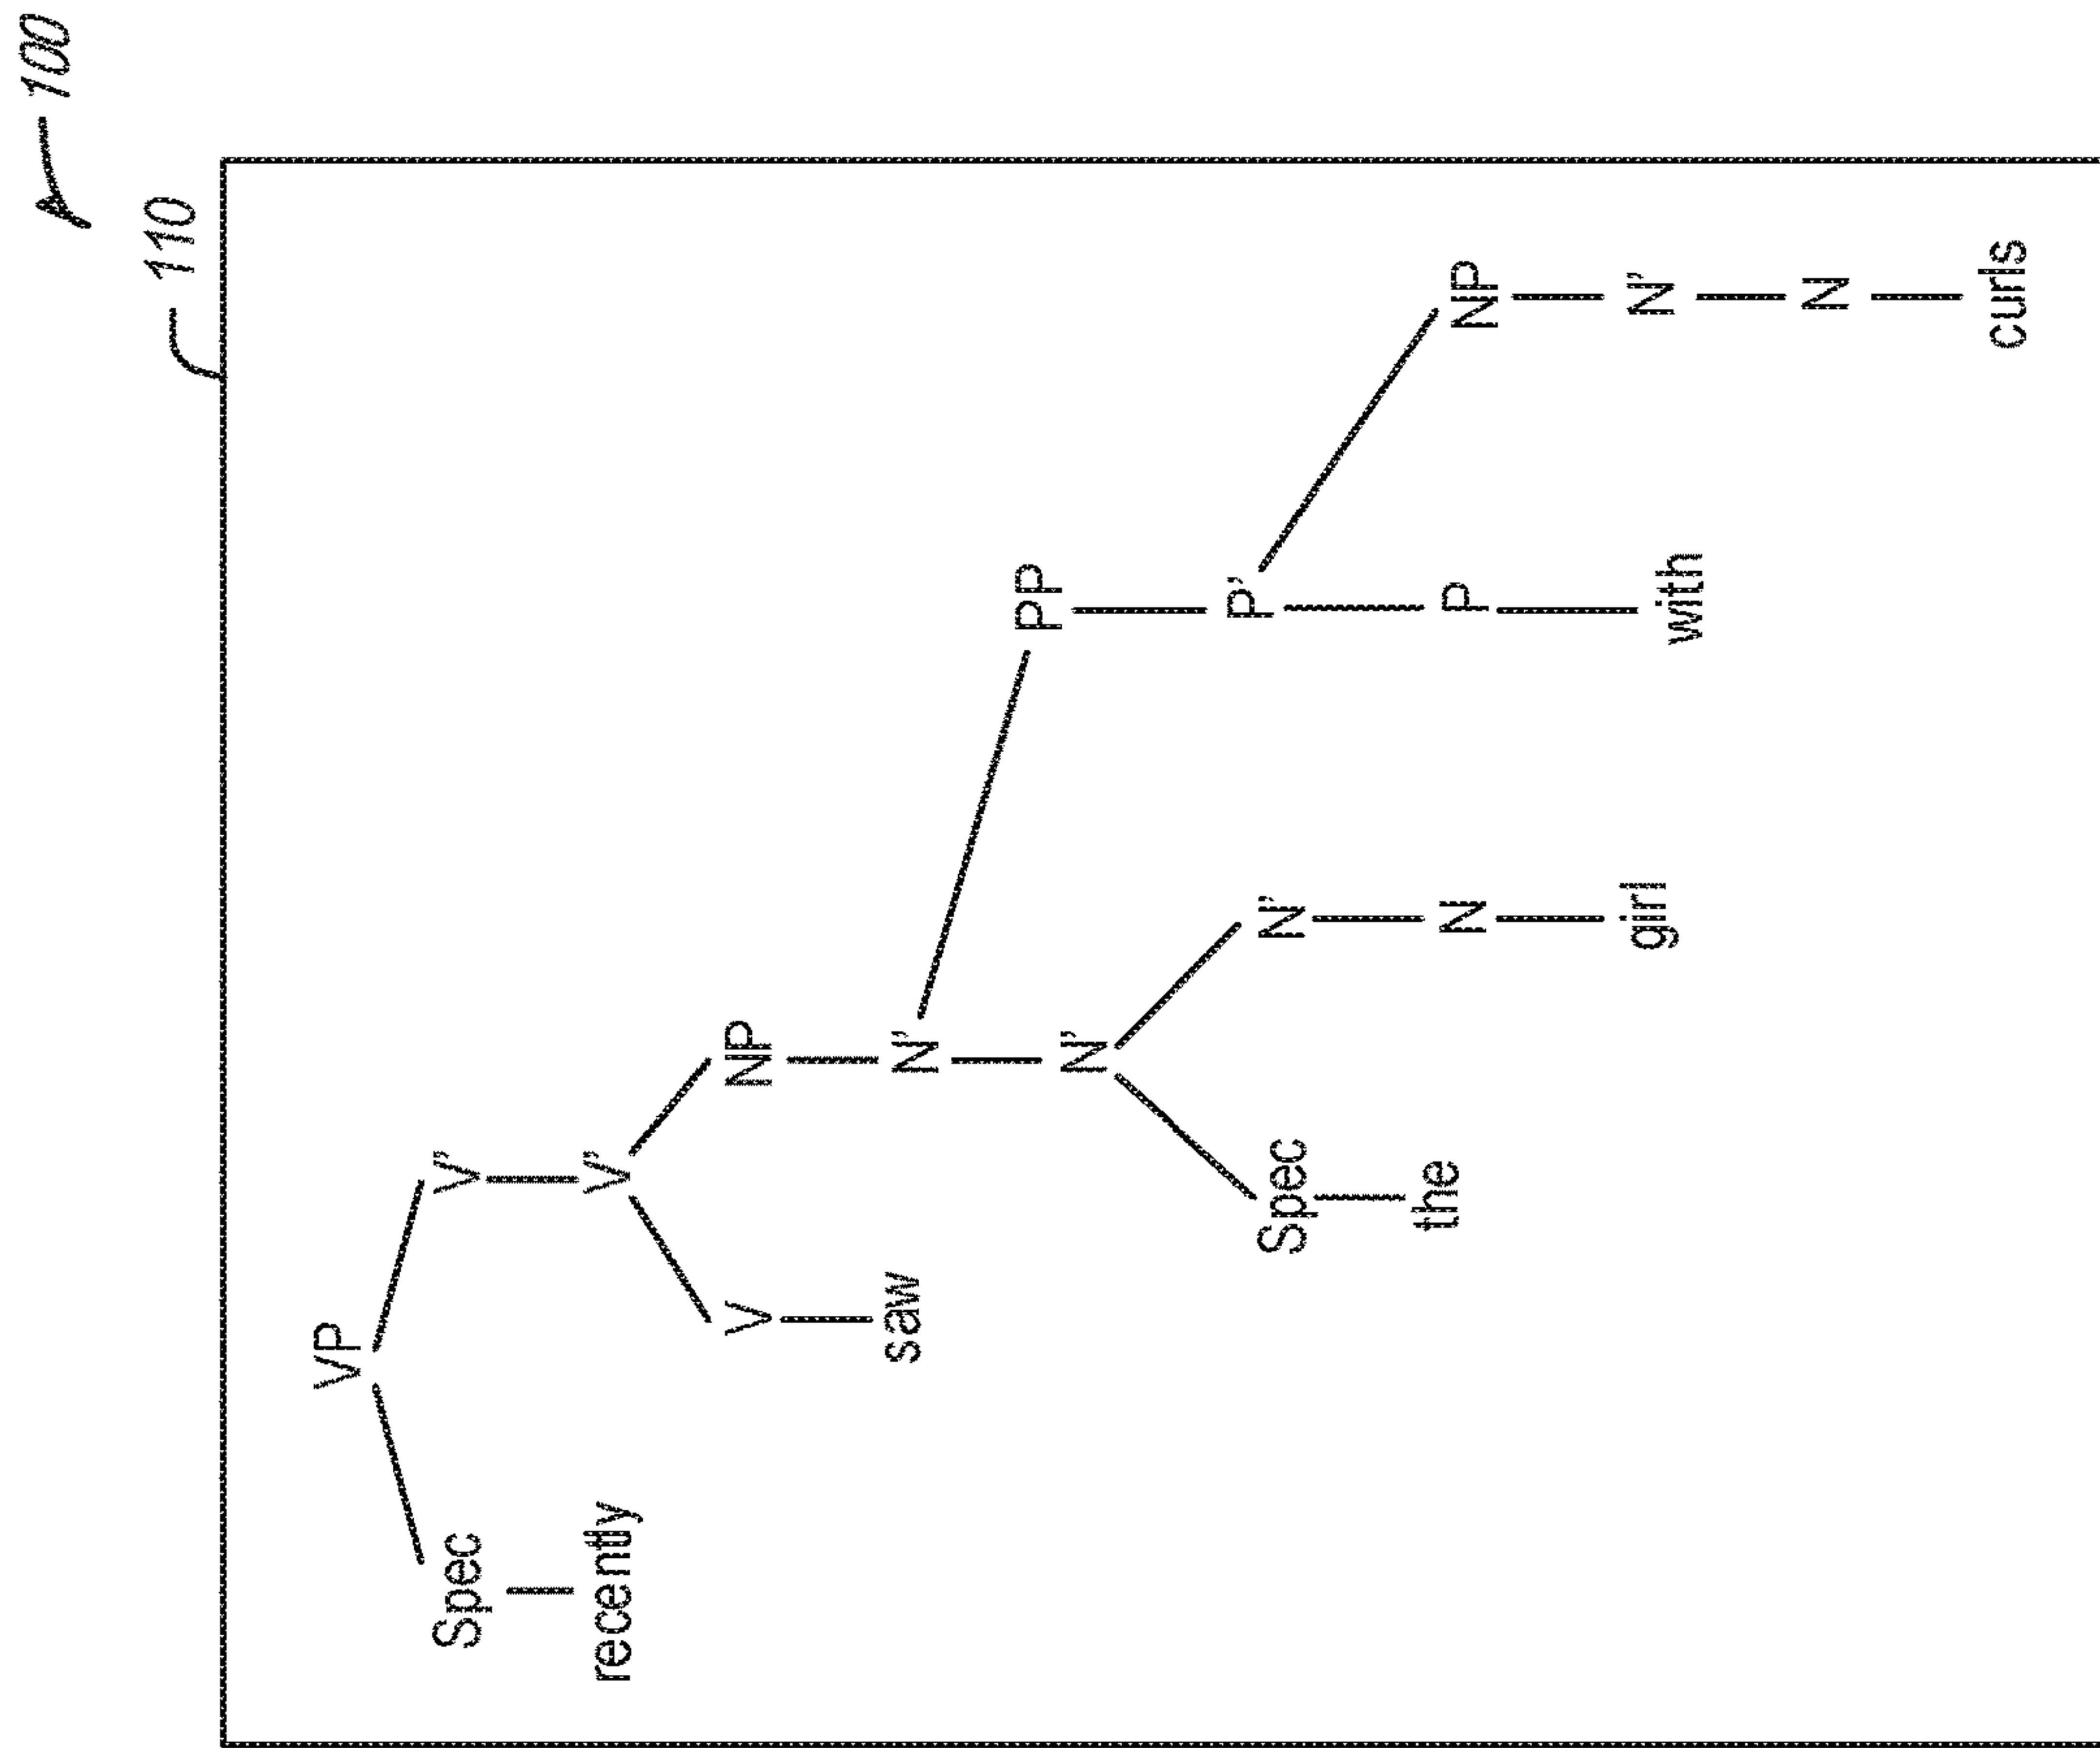 100
110
VP
Spec V'
recently V'
V NP
saw N'
PP
N'
Spec N' P'
the N P NP
girl with N'
N
curls